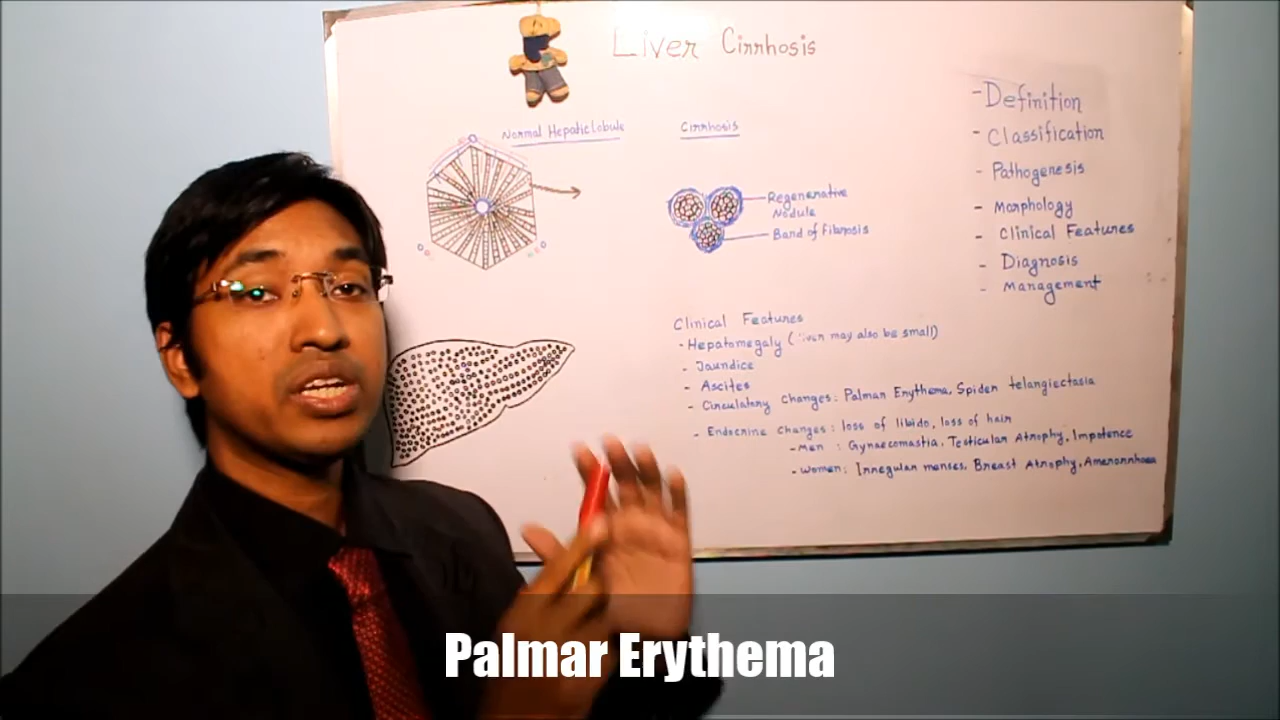 Liver Cirrhosis
Normal Hepatic Lobule
Cirrhosis
Regenerative
Nodule
Band of Fibrosis
- Definition
- Classification
- Pathogenesis
- Morphology
- Clinical Features
- Diagnosis
- Management
Clinical Features
- Hepatomegaly (Liver may also be small)
- Jaundice
- Ascites
- Circulatory changes: Palmar Erythema, Spider telangiectasia
- Endocrine changes: loss of libido, loss of hair
- Men: Gynaecomastia, Testicular Atrophy, Impotence
- Women: Irregular menses, Breast Atrophy, Amenorrhoea
Palmar Erythema